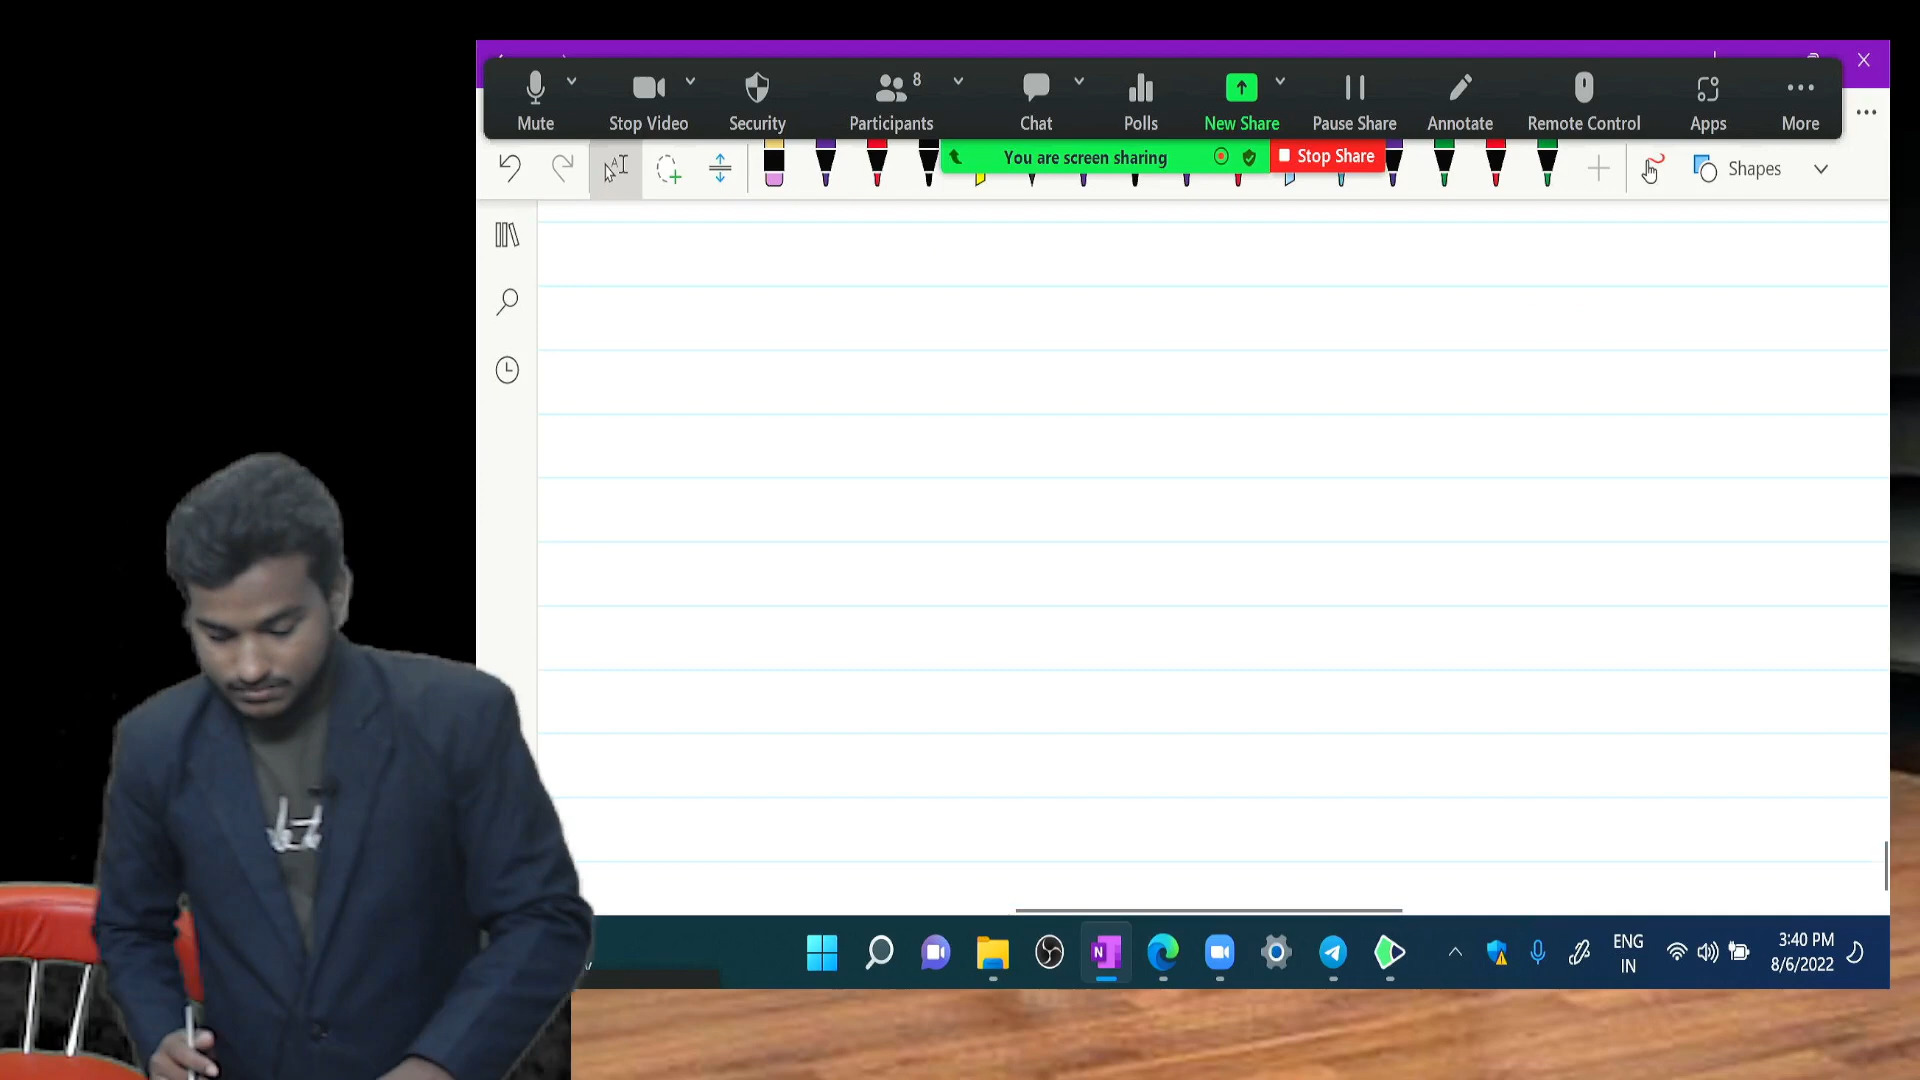 8
Mute
Stop Video
Security
Participants
Chat
Polls
New Share
Pause Share
Annotate
Remote Control
Apps
More
You are screen sharing
Stop Share
Shapes
ENG
IN
3:40 PM
8/6/2022